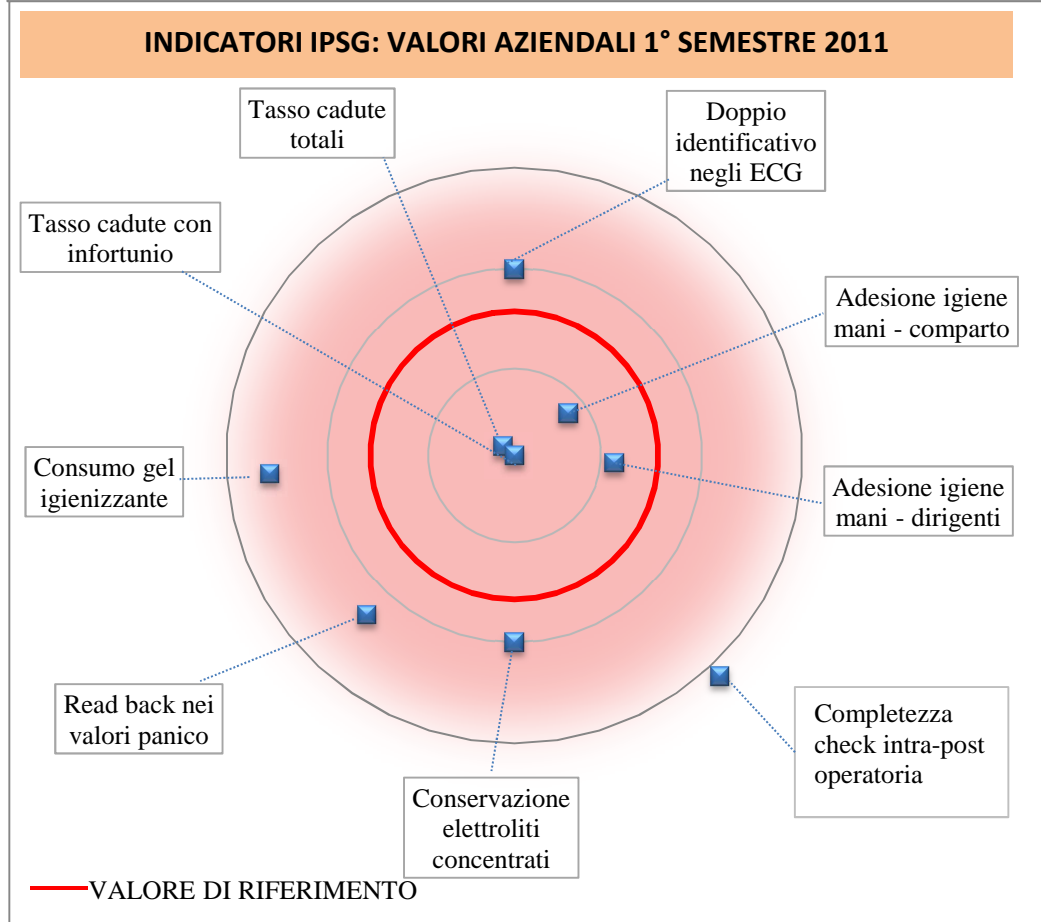 INDICATORI IPSG: VALORI AZIENDALI 1° SEMESTRE 2011
Tasso cadute
totali
Doppio
identificativo
negli ECG
Tasso cadute con
infortunio
Adesione igiene
mani - comparto
Consumo gel
igienizzante
Adesione igiene
mani - dirigenti
Read back nei
valori panico
Completezza
check intra-post
operatoria
Conservazione
elettroliti
concentrati
VALORE DI RIFERIMENTO